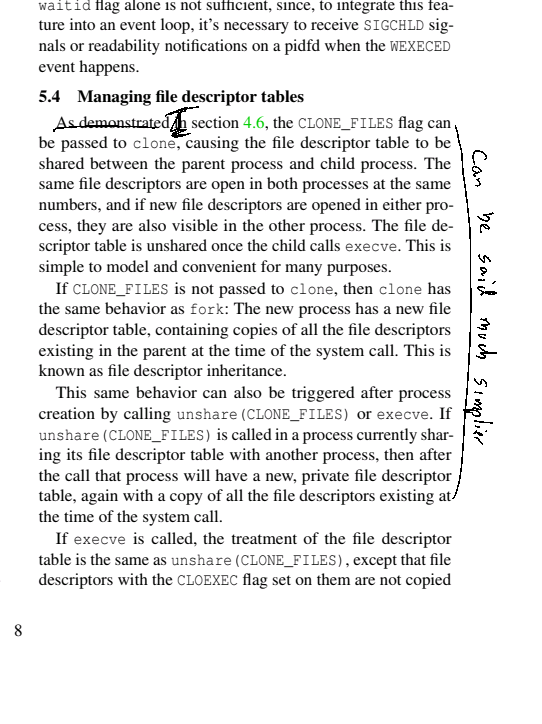 waitid flag alone is not sufficient, since, to integrate this fea-
ture into an event loop, it's necessary to receive SIGCHLD sig-
nals or readability notifications on a pidfd when the WEXECED
event happens.
5.4 Managing file descriptor tables
As demonstrated In section 4.6, the CLONE_FILES flag can
be passed to clone, causing the file descriptor table to be
shared between the parent process and child process. The
same file descriptors are open in both processes at the same
numbers, and if new file descriptors are opened in either pro-
cess, they are also visible in the other process. The file de-
scriptor table is unshared once the child calls execve. This is
simple to model and convenient for many purposes.
If CLONE_FILES is not passed to clone, then clone has
the same behavior as fork: The new process has a new file
descriptor table, containing copies of all the file descriptors
existing in the parent at the time of the system call. This is
known as file descriptor inheritance.
This same behavior can also be triggered after process
creation by calling unshare(CLONE_FILES) or execve. If
unshare(CLONE_FILES) is called in a process currently shar-
ing its file descriptor table with another process, then after
the call that process will have a new, private file descriptor
table, again with a copy of all the file descriptors existing at
the time of the system call.
If execve is called, the treatment of the file descriptor
table is the same as unshare(CLONE_FILES), except that file
descriptors with the CLOEXEC flag set on them are not copied
Can be said much simplier
8